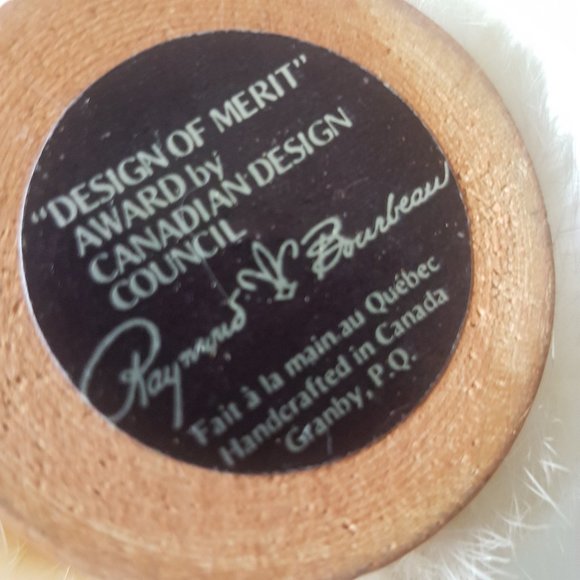 "DESIGN OF MERIT"
AWARD by
CANADIAN DESIGN
COUNCIL
Raymond Bourbeau
Fait à la main au Québec
Handcrafted in Canada
Granby, P.Q.